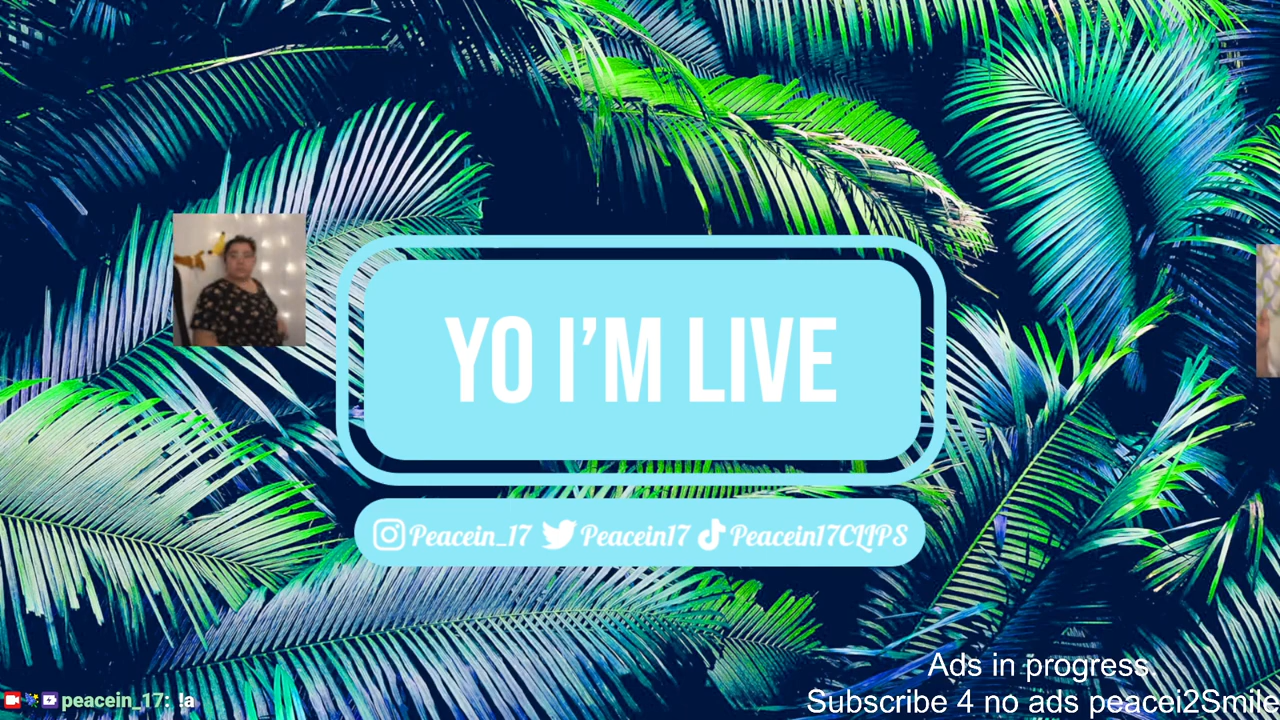 YO I’M LIVE
Peacein_17 Peacein17 Peacein17CLIPS
Ads in progress
Subscribe 4 no ads peacei2Smile
peacein_17: !a